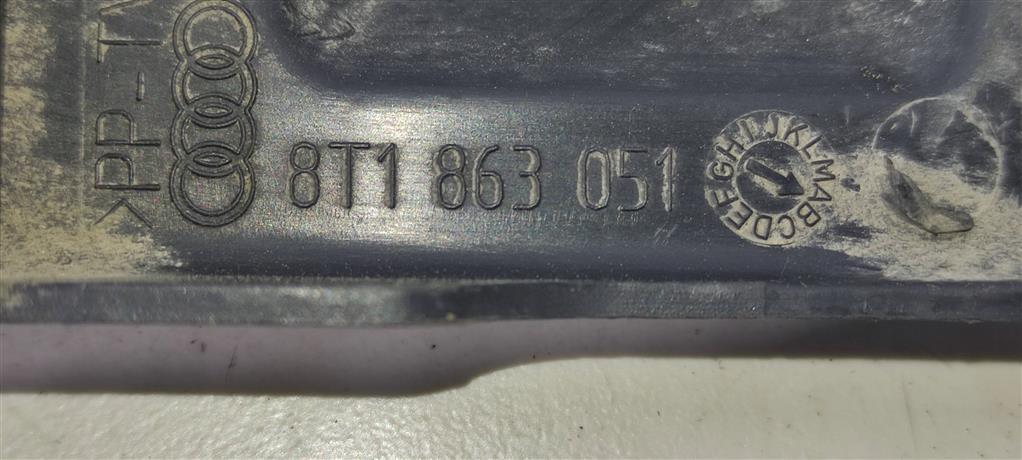 >PP-T
8T1 863 051
ABCDEFGHIJKLM